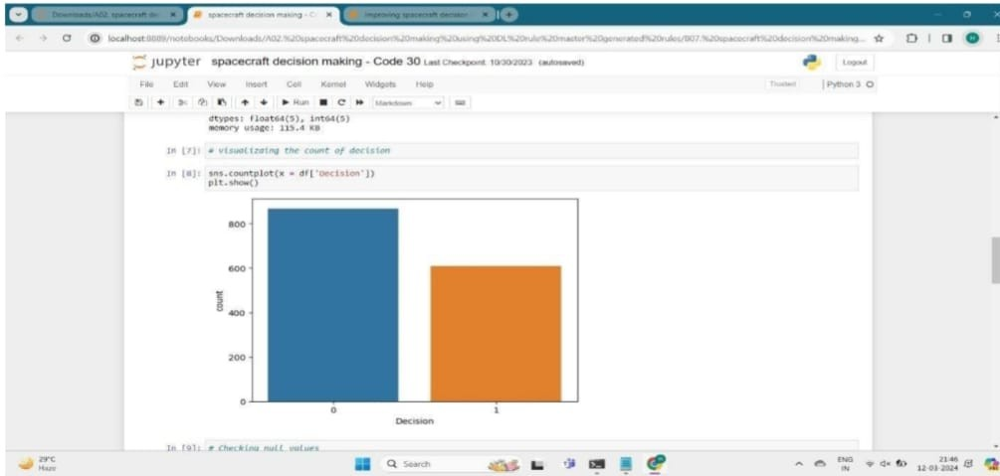 Downloads/A02. spacecraft de
spacecraft decision making - C
Improving spacecraft decision
localhost:8889/notebooks/Downloads/A02.%20spacecraft%20decision%20making%20using%20DL%20rule%20master%20generated%20rules/B07.%20spacecraft%20decision%20making...
jupyter spacecraft decision making - Code 30 Last Checkpoint: 10/30/2023 (autosaved)
Logout
File Edit View Insert Cell Kernel Widgets Help
Trusted Python 3
Run Markdown
dtypes: float64(5), int64(5)
memory usage: 115.4 KB
In [7]: # visualizaing the count of decision
In [8]: sns.countplot(x = df['Decision'])
plt.show()
800
600
400
200
0
count
0 1
Decision
In [9]: # Checking null values
29°C
Haze
Search
ENG
IN
21:46
12-03-2024